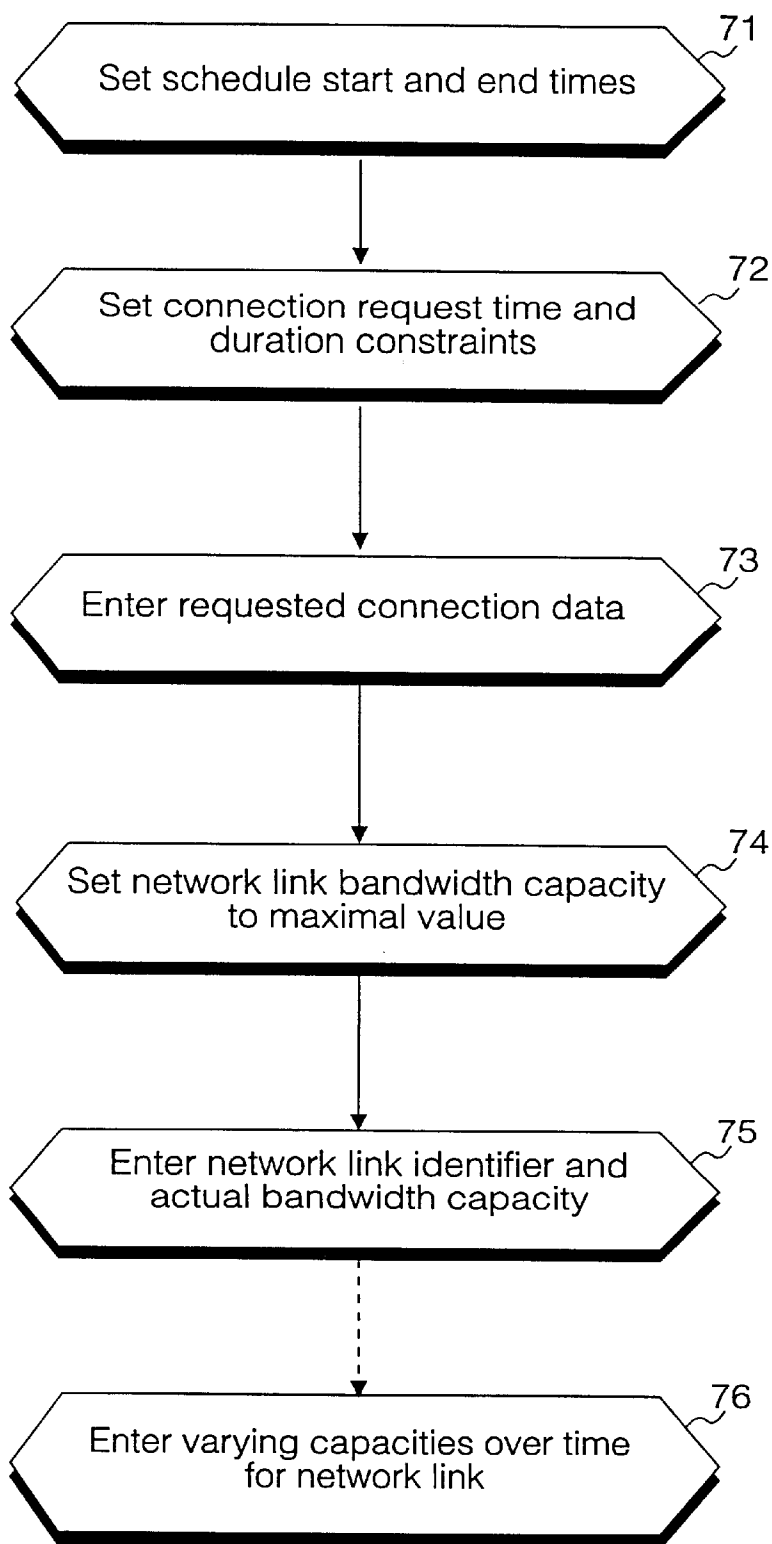 71
Set schedule start and end times
72
Set connection request time and
duration constraints
73
Enter requested connection data
74
Set network link bandwidth capacity
to maximal value
75
Enter network link identifier and
actual bandwidth capacity
76
Enter varying capacities over time
for network link